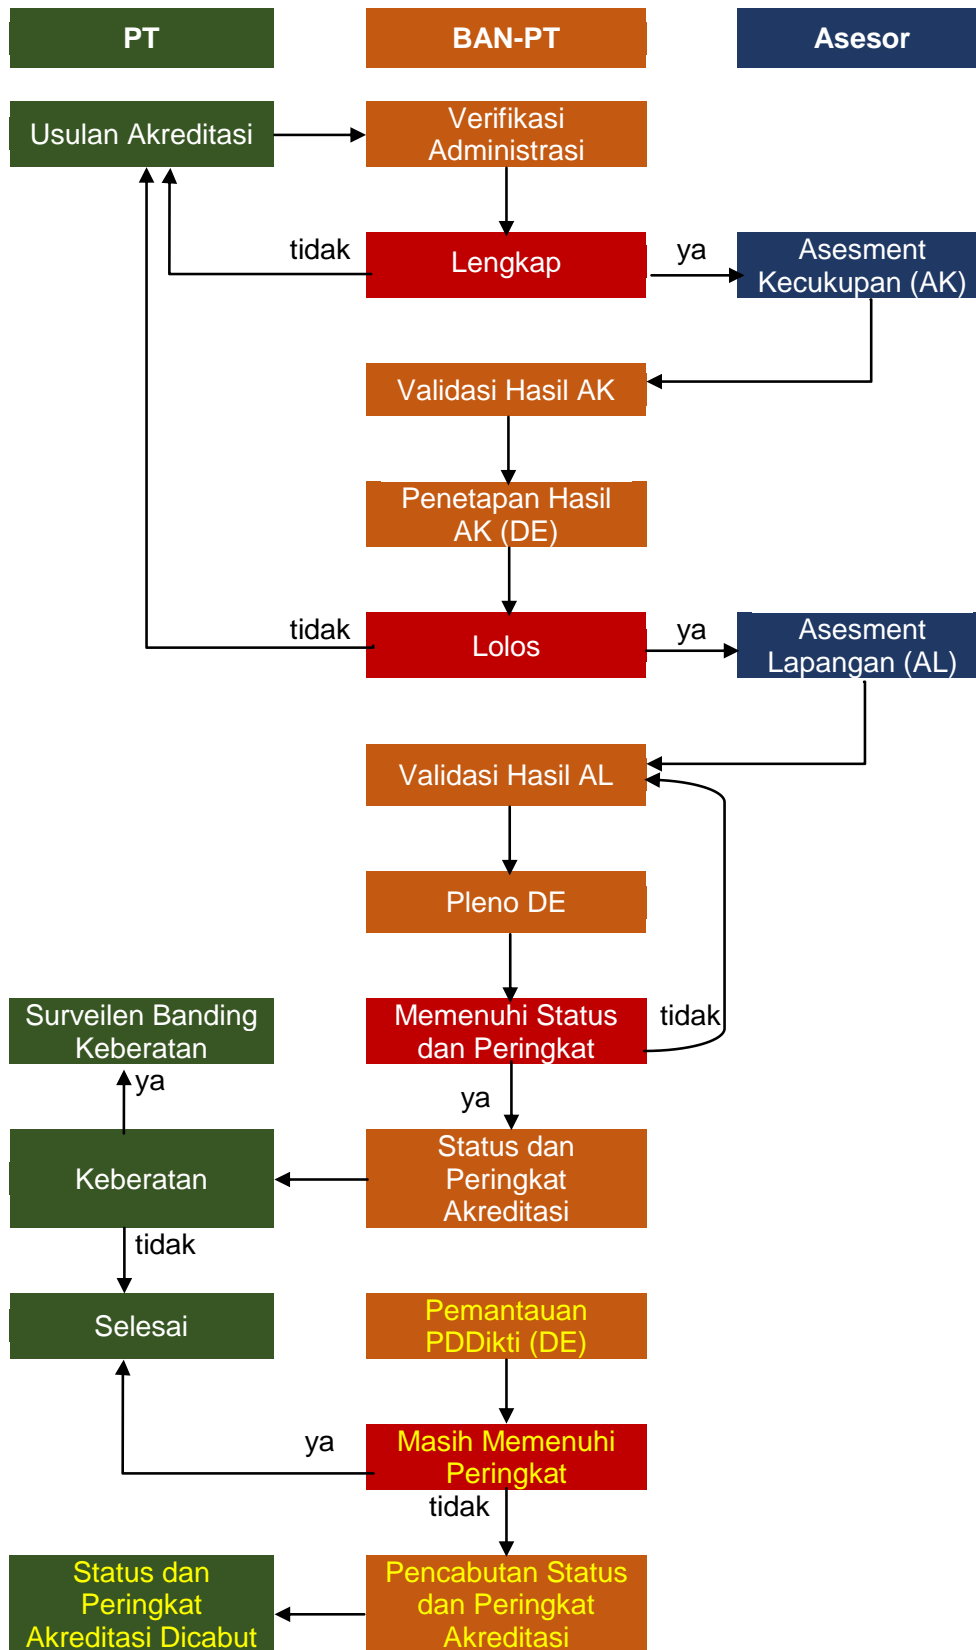 PT
BAN-PT
Asesor
Usulan Akreditasi
Verifikasi
Administrasi
tidak
Lengkap
ya
Asesment
Kecukupan (AK)
Validasi Hasil AK
Penetapan Hasil
AK (DE)
tidak
Lolos
ya
Asesment
Lapangan (AL)
Validasi Hasil AL
Pleno DE
Surveilen Banding
Keberatan
Memenuhi Status
dan Peringkat
tidak
ya
ya
Keberatan
Status dan
Peringkat
Akreditasi
tidak
Selesai
Pemantauan
PDDikti (DE)
ya
Masih Memenuhi
Peringkat
tidak
Status dan
Peringkat
Akreditasi Dicabut
Pencabutan Status
dan Peringkat
Akreditasi